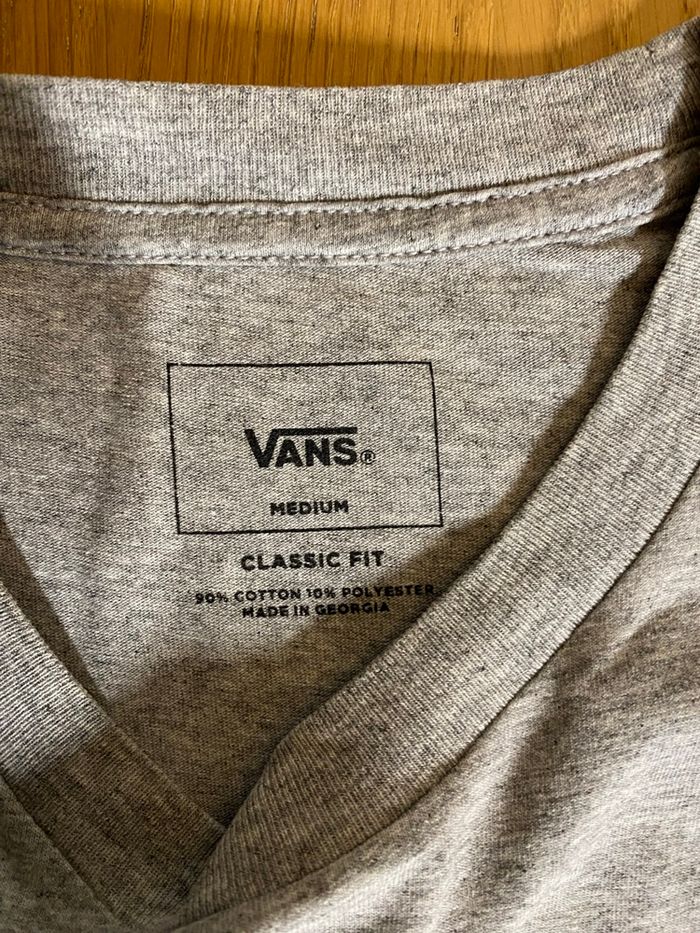 VANS®
MEDIUM
CLASSIC FIT
90% COTTON 10% POLYESTER
MADE IN GEORGIA